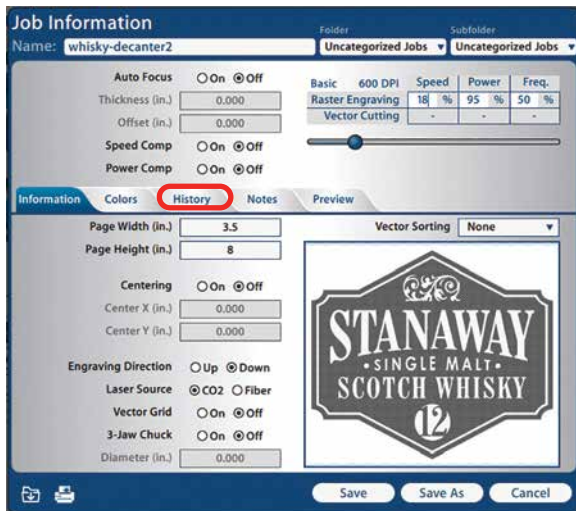 Job Information
Folder
Subfolder
Name: whisky-decanter2
Uncategorized Jobs
Uncategorized Jobs
Auto Focus On Off
Thickness (in.) 0.000
Offset (in.) 0.000
Speed Comp On Off
Power Comp On Off
Basic 600 DPI Speed Power Freq.
Raster Engraving 18 % 95 % 50 %
Vector Cutting - - -
Information Colors History Notes Preview
Page Width (in.) 3.5
Page Height (in.) 8
Centering On Off
Center X (in.) 0.000
Center Y (in.) 0.000
Engraving Direction Up Down
Laser Source CO2 Fiber
Vector Grid On Off
3-Jaw Chuck On Off
Diameter (in.) 0.000
Vector Sorting None
STANAWAY
•SINGLE MALT•
SCOTCH WHISKY
12
Save Save As Cancel